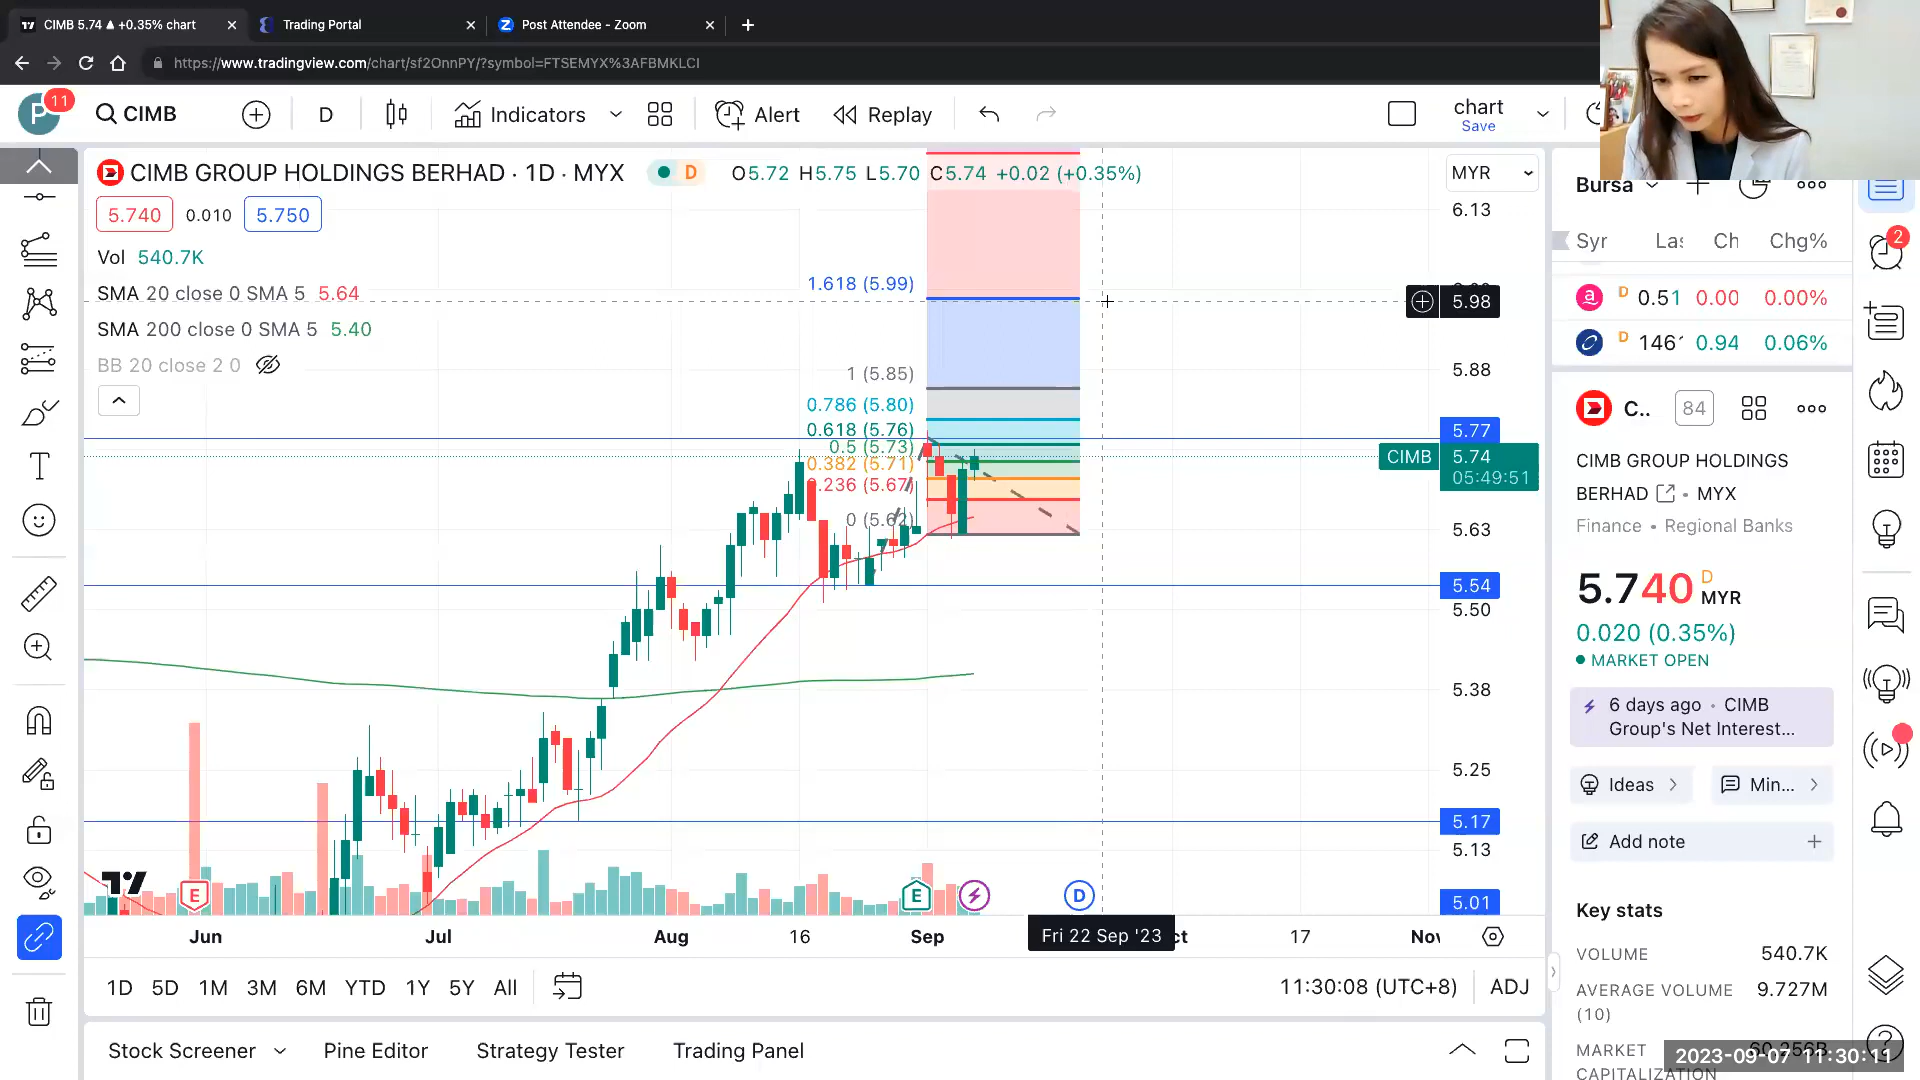 CIMB 5.74 ▲ +0.35% chart
Trading Portal
Post Attendee - Zoom
https://www.tradingview.com/chart/sf2OnnPY/?symbol=FTSEMYX%3AFBMKLCI
P
11
CIMB
D
Indicators
Alert
Replay
chart
Save
CIMB GROUP HOLDINGS BERHAD · 1D · MYX
D
O5.72 H5.75 L5.70 C5.74 +0.02 (+0.35%)
MYR
5.740
0.010
5.750
Vol 540.7K
SMA 20 close 0 SMA 5 5.64
SMA 200 close 0 SMA 5 5.40
BB 20 close 2 0
1.618 (5.99)
1 (5.85)
0.786 (5.80)
0.618 (5.76)
0.5 (5.73)
0.382 (5.71)
0.236 (5.67)
0 (5.62)
6.13
5.98
5.88
5.77
CIMB
5.74
05:49:51
5.63
5.54
5.50
5.38
5.25
5.17
5.13
5.01
E
E
D
Jun
Jul
Aug
16
Sep
Fri 22 Sep '23
ct
17
Nov
1D
5D
1M
3M
6M
YTD
1Y
5Y
All
11:30:08 (UTC+8)
ADJ
Stock Screener
Pine Editor
Strategy Tester
Trading Panel
Bursa
Syr
Las
Ch
Chg%
D 0.51 0.00 0.00%
D 146 0.94 0.06%
C..
84
CIMB GROUP HOLDINGS
BERHAD • MYX
Finance • Regional Banks
5.740 D MYR
0.020 (0.35%)
MARKET OPEN
6 days ago • CIMB
Group's Net Interest...
Ideas
Min...
Add note
Key stats
VOLUME 540.7K
AVERAGE VOLUME 9.727M
(10)
MARKET
CAPITALIZATION
2
2023-09-07 11:30:11